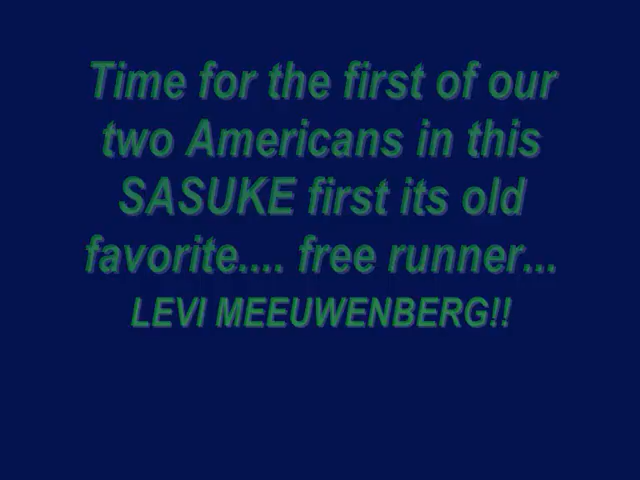 Time for the first of our
two Americans in this
SASUKE first its old
favorite.... free runner...
LEVI MEEUWENBERG!!